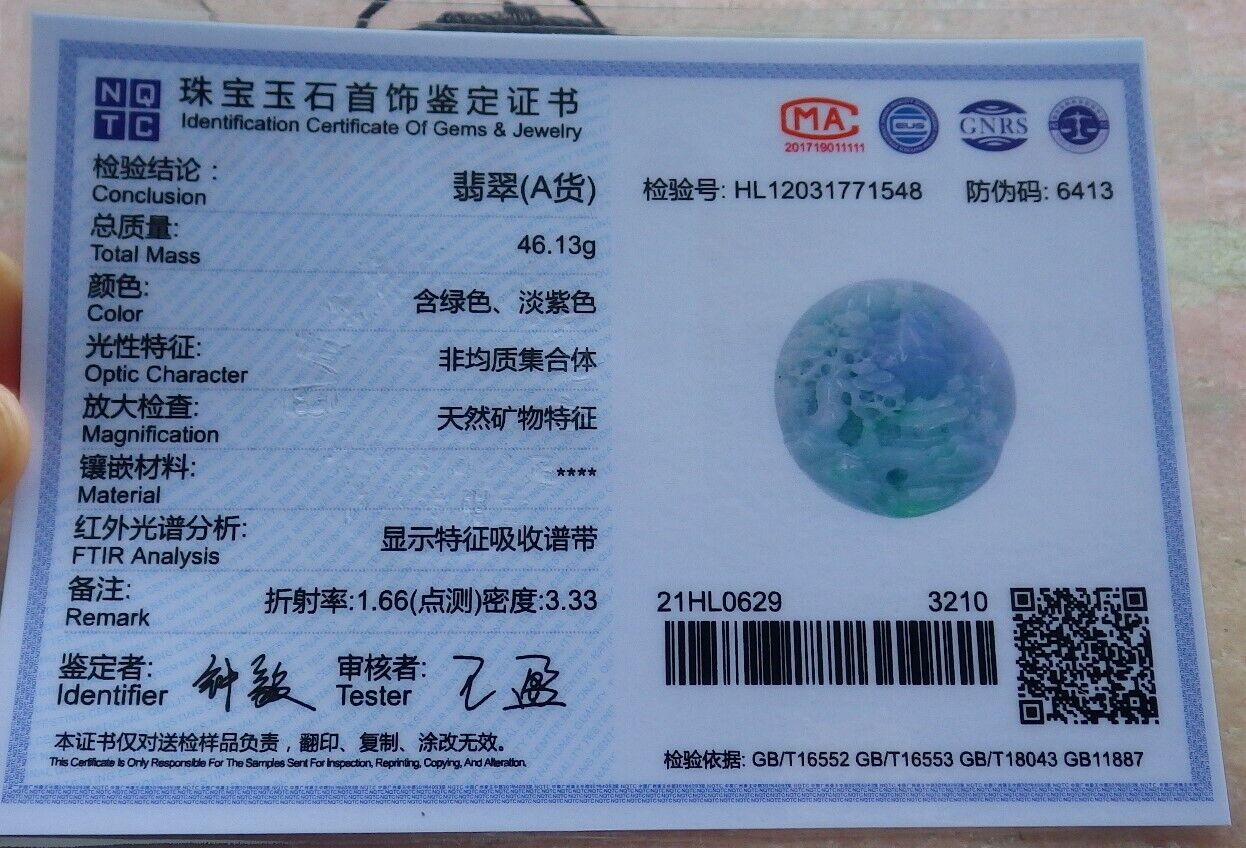 NQTC
珠宝玉石首饰鉴定证书
Identification Certificate Of Gems & Jewelry
检验结论：
Conclusion
翡翠(A货)
总质量:
Total Mass
46.13g
颜色:
Color
含绿色、淡紫色
光性特征:
Optic Character
非均质集合体
放大检查:
Magnification
天然矿物特征
镶嵌材料:
Material
****
红外光谱分析:
FTIR Analysis
显示特征吸收谱带
备注:
Remark
折射率:1.66(点测)密度:3.33
鉴定者:
Identifier
审核者:
Tester
本证书仅对送检样品负责，翻印、复制、涂改无效。
This Certificate Is Only Responsible For The Samples Sent For Inspection, Reprinting, Copying, And Alteration.
MA
201719011111
GNRS
检验号: HL12031771548
防伪码: 6413
21HL0629
3210
检验依据: GB/T16552 GB/T16553 GB/T18043 GB11887